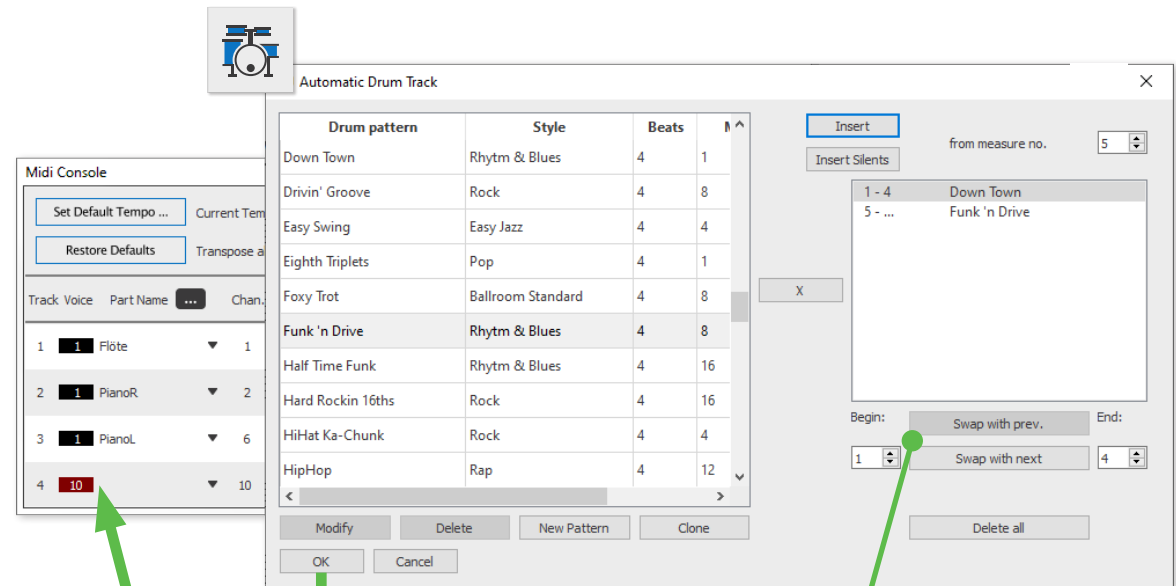 Automatic Drum Track
Drum pattern Style Beats
Down Town Rhytm & Blues 4 1
Drivin' Groove Rock 4 8
Easy Swing Easy Jazz 4 4
Eighth Triplets Pop 4 1
Foxy Trot Ballroom Standard 4 8
Funk 'n Drive Rhytm & Blues 4 8
Half Time Funk Rhytm & Blues 4 16
Hard Rockin 16ths Rock 4 16
HiHat Ka-Chunk Rock 4 4
HipHop Rap 4 12
Modify Delete New Pattern Clone
OK Cancel
Insert
Insert Silents
from measure no. 5
1 - 4 Down Town
5 - ... Funk 'n Drive
X
Begin: Swap with prev. End:
1 Swap with next 4
Delete all
Midi Console
Set Default Tempo ... Current Tem
Restore Defaults Transpose a
Track Voice Part Name ... Chan.
1 1 Flöte 1
2 1 PianoR 2
3 1 PianoL 6
4 10 10